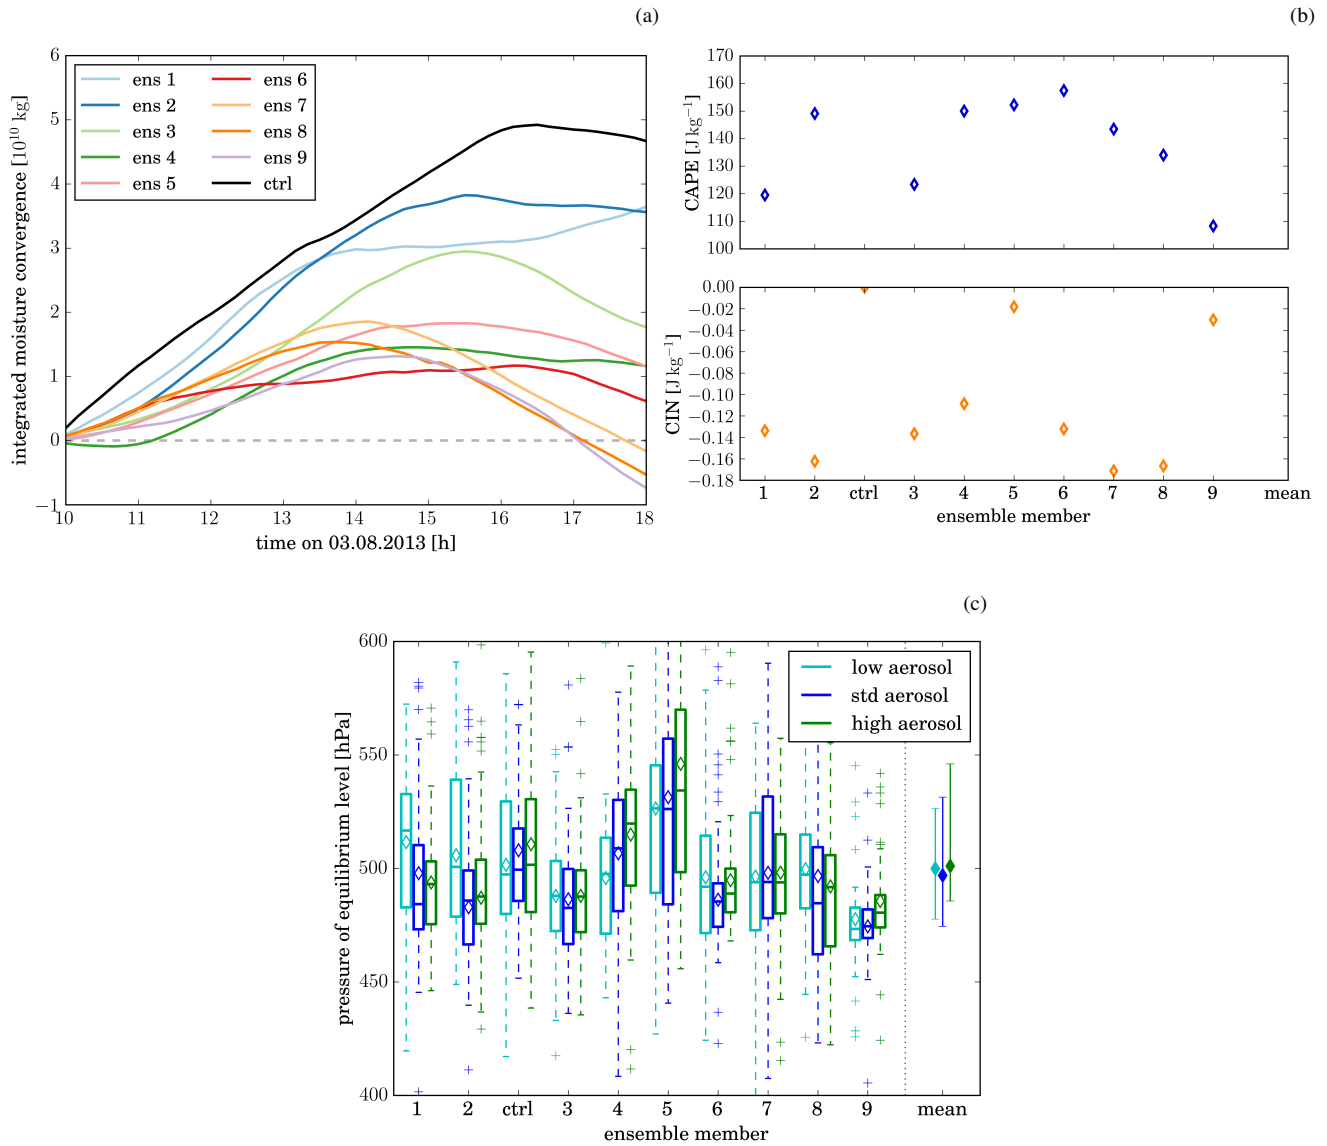 (a)
(b)
integrated moisture convergence [10¹⁰ kg]
6
5
4
3
2
1
0
−1
ens 1
ens 2
ens 3
ens 4
ens 5
ens 6
ens 7
ens 8
ens 9
ctrl
10 11 12 13 14 15 16 17 18
time on 03.08.2013 [h]
CAPE [J kg⁻¹]
170
160
150
140
130
120
110
100
CIN [J kg⁻¹]
0.00
−0.02
−0.04
−0.06
−0.08
−0.10
−0.12
−0.14
−0.16
−0.18
1 2 ctrl 3 4 5 6 7 8 9 mean
ensemble member
(c)
pressure of equilibrium level [hPa]
600
550
500
450
400
low aerosol
std aerosol
high aerosol
1 2 ctrl 3 4 5 6 7 8 9 mean
ensemble member